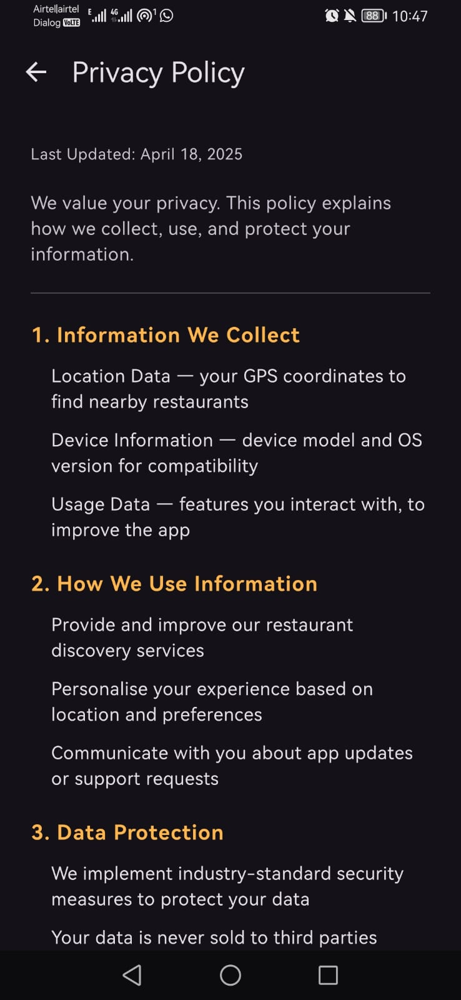 Airtel|airtel
Dialog VoLTE
E
4G
1
88
10:47
Privacy Policy
Last Updated: April 18, 2025
We value your privacy. This policy explains
how we collect, use, and protect your
information.
1. Information We Collect
Location Data — your GPS coordinates to
find nearby restaurants
Device Information — device model and OS
version for compatibility
Usage Data — features you interact with, to
improve the app
2. How We Use Information
Provide and improve our restaurant
discovery services
Personalise your experience based on
location and preferences
Communicate with you about app updates
or support requests
3. Data Protection
We implement industry-standard security
measures to protect your data
Your data is never sold to third parties